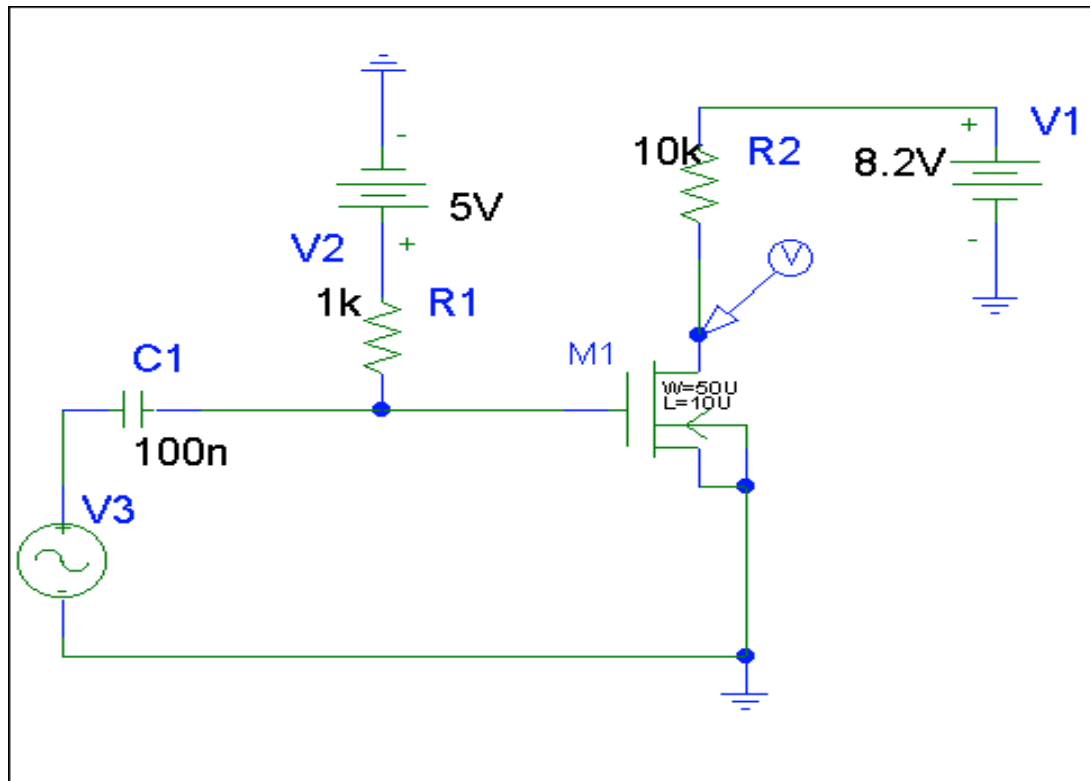 V1
+
10k
R2
8.2V
-
5V
-
V2
+
V
1k
R1
C1
M1
W=50U
L=10U
100n
V3
+
-